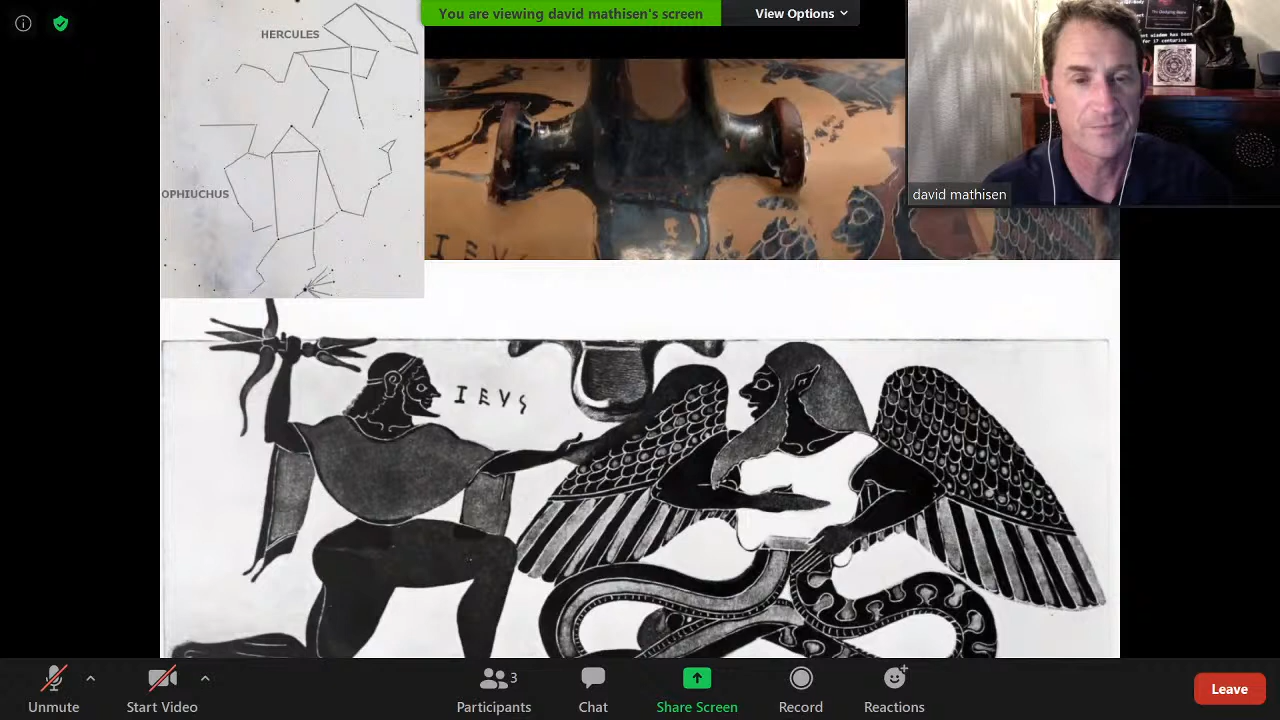 You are viewing david mathisen's screen
View Options
HERCULES
OPHIUCHUS
david mathisen
IEVS
Unmute
Start Video
Participants
3
Chat
Share Screen
Record
Reactions
Leave